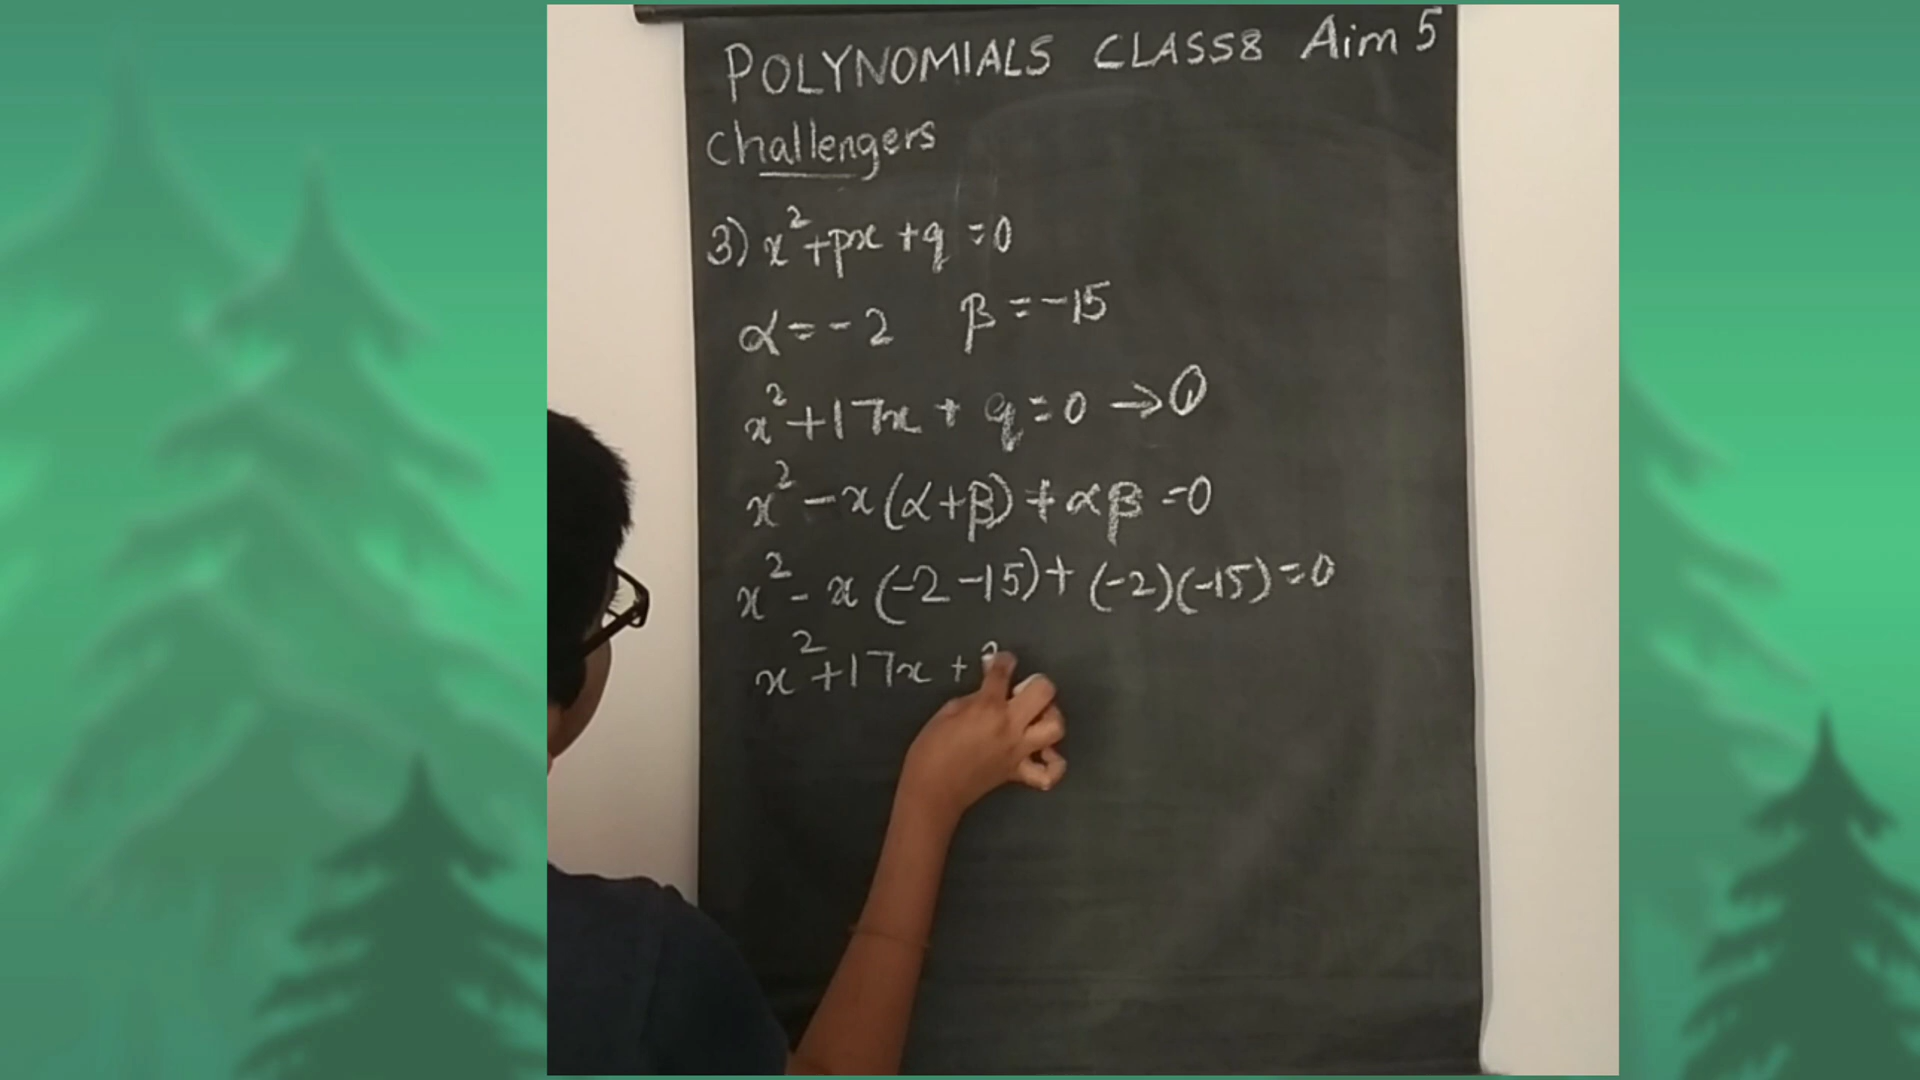 POLYNOMIALS CLASS8 Aim 5
Challengers
3) x²+px+q=0
α=-2 β=-15
x²+17x+q=0→①
x²-x(α+β)+αβ=0
x²-x(-2-15)+(-2)(-15)=0
x²+17x+